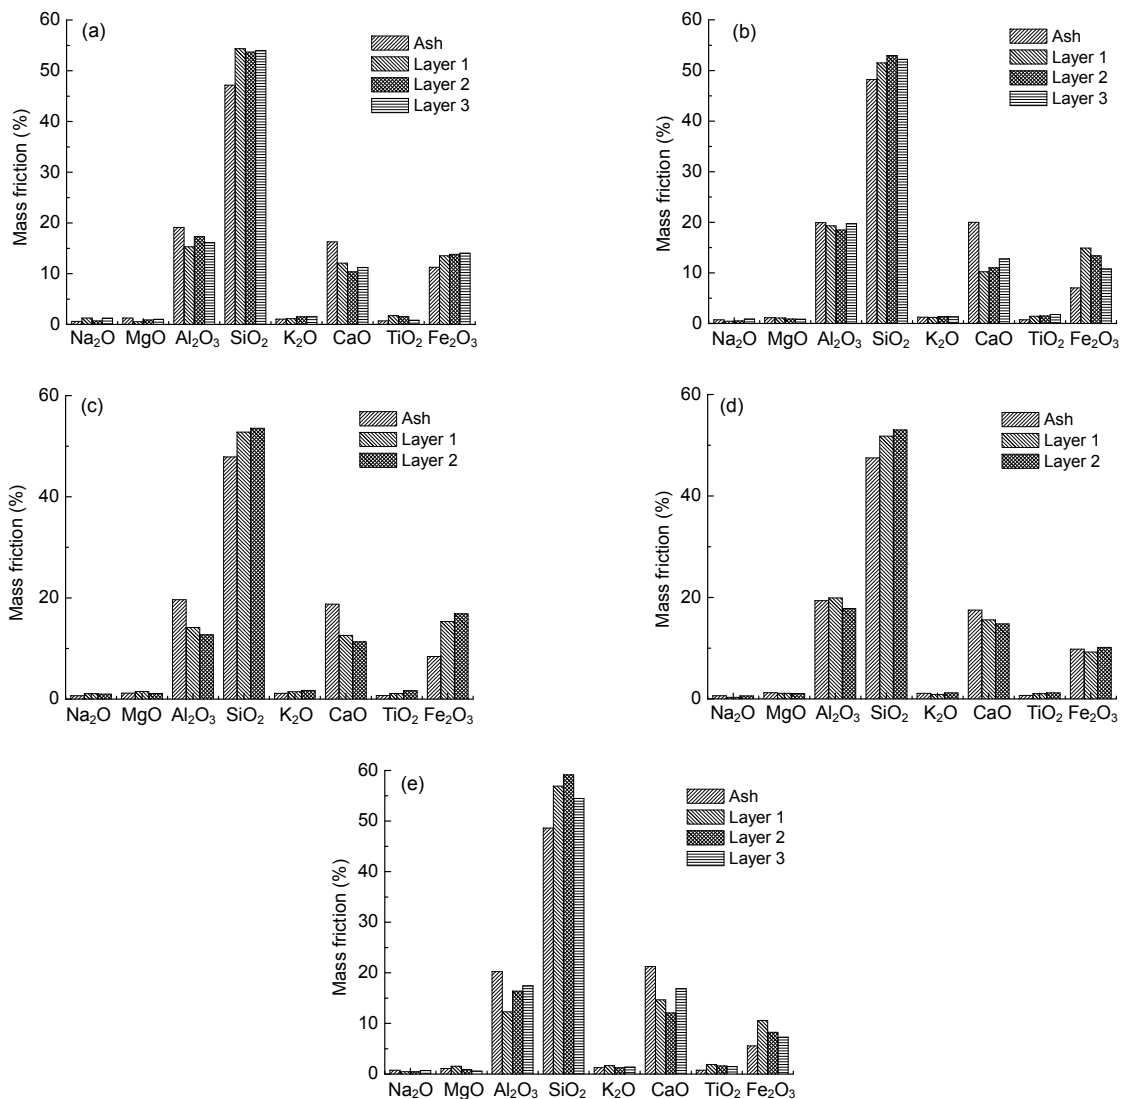 (a)
Ash
Layer 1
Layer 2
Layer 3
Mass friction (%)
60
50
40
30
20
10
0
Na₂O MgO Al₂O₃ SiO₂ K₂O CaO TiO₂ Fe₂O₃
(b)
Ash
Layer 1
Layer 2
Layer 3
Mass friction (%)
60
50
40
30
20
10
0
Na₂O MgO Al₂O₃ SiO₂ K₂O CaO TiO₂ Fe₂O₃
(c)
Ash
Layer 1
Layer 2
Mass friction (%)
60
40
20
0
Na₂O MgO Al₂O₃ SiO₂ K₂O CaO TiO₂ Fe₂O₃
(d)
Ash
Layer 1
Layer 2
Mass friction (%)
60
40
20
0
Na₂O MgO Al₂O₃ SiO₂ K₂O CaO TiO₂ Fe₂O₃
(e)
Ash
Layer 1
Layer 2
Layer 3
Mass friction (%)
60
50
40
30
20
10
0
Na₂O MgO Al₂O₃ SiO₂ K₂O CaO TiO₂ Fe₂O₃